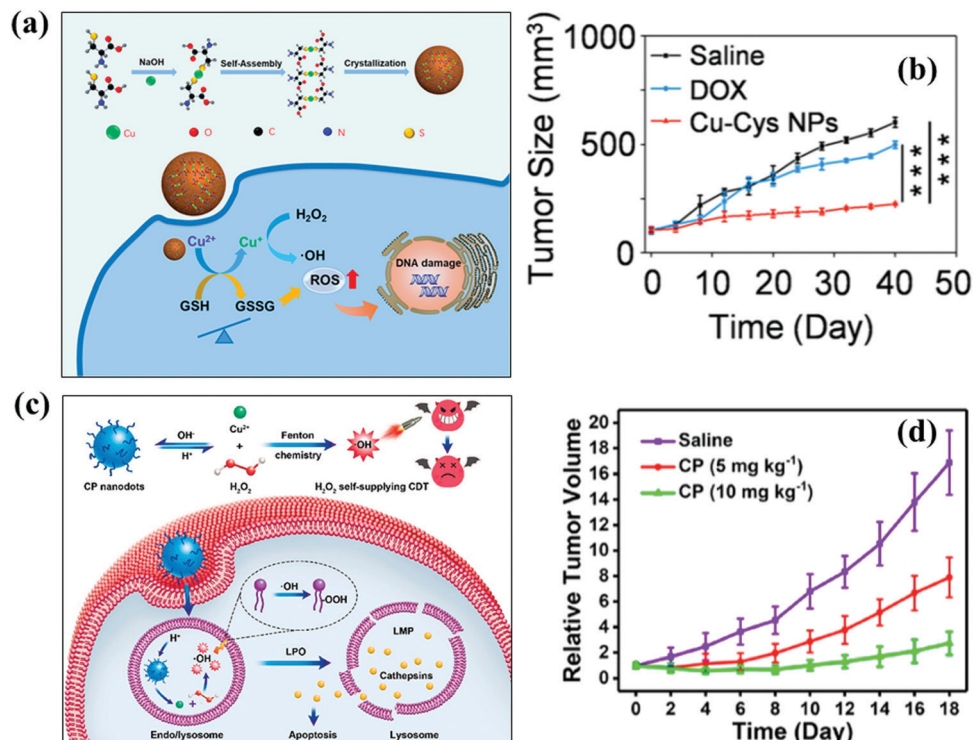 (a)
NaOH
Self-Assembly
Crystallization
Cu
O
C
N
S
H₂O₂
Cu²⁺
Cu⁺
·OH
DNA damage
ROS
GSH
GSSG
(b)
Tumor Size (mm³)
1000
500
0
Saline
DOX
Cu-Cys NPs
***
***
0 10 20 30 40 50
Time (Day)
(c)
CP nanodots
OH⁻
H⁺
Cu²⁺
+
H₂O₂
Fenton
chemistry
·OH
H₂O₂ self-supplying CDT
·OH
OOH
H⁺
·OH
+
LPO
LMP
Cathepsins
Endo/lysosome
Apoptosis
Lysosome
(d)
Relative Tumor Volume
20
18
16
14
12
10
8
6
4
2
0
Saline
CP (5 mg kg⁻¹)
CP (10 mg kg⁻¹)
0 2 4 6 8 10 12 14 16 18
Time (Day)